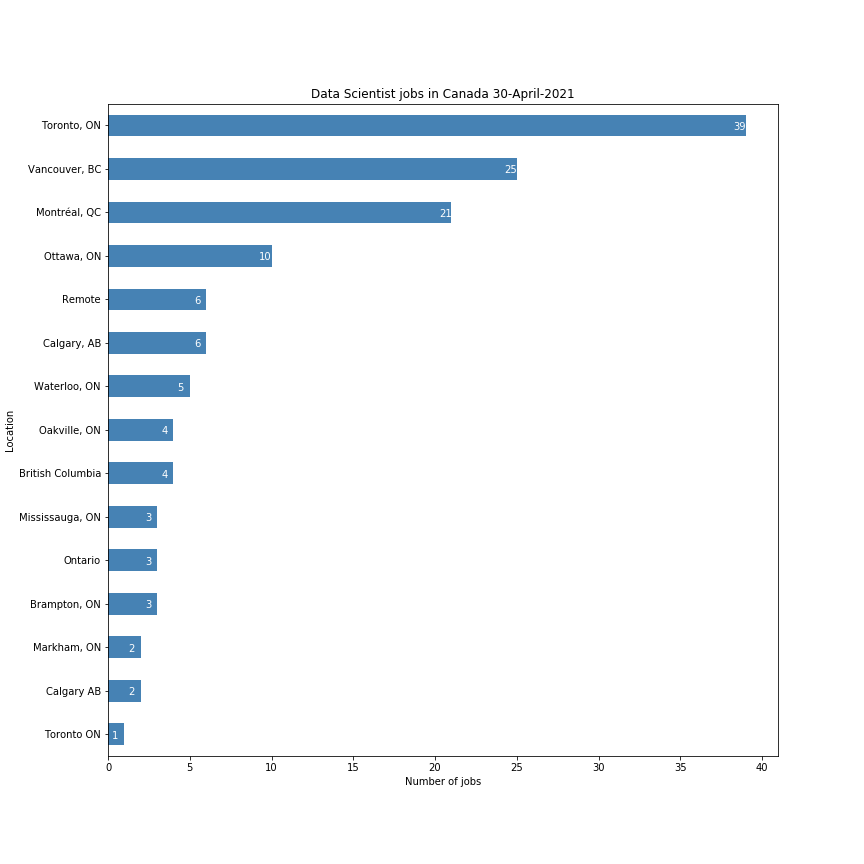 Data Scientist jobs in Canada 30-April-2021
Toronto, ON 39
Vancouver, BC 25
Montréal, QC 21
Ottawa, ON 10
Remote 6
Calgary, AB 6
Waterloo, ON 5
Oakville, ON 4
British Columbia 4
Mississauga, ON 3
Ontario 3
Brampton, ON 3
Markham, ON 2
Calgary AB 2
Toronto ON 1
Location
0 5 10 15 20 25 30 35 40
Number of jobs